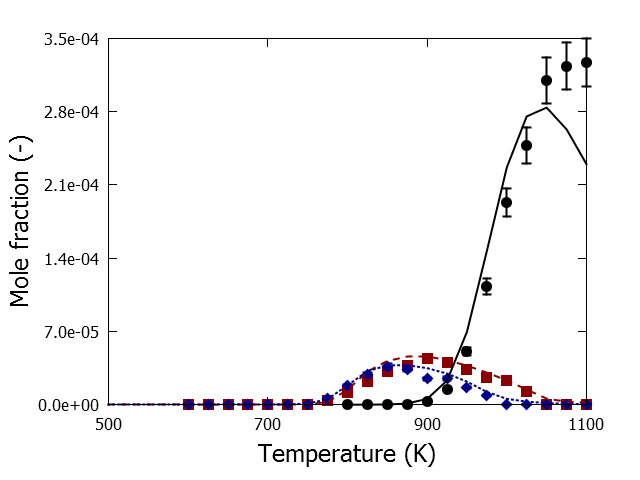 3.5e-04
2.8e-04
2.1e-04
1.4e-04
7.0e-05
0.0e+00
Mole fraction (-)
500
700
900
1100
Temperature (K)